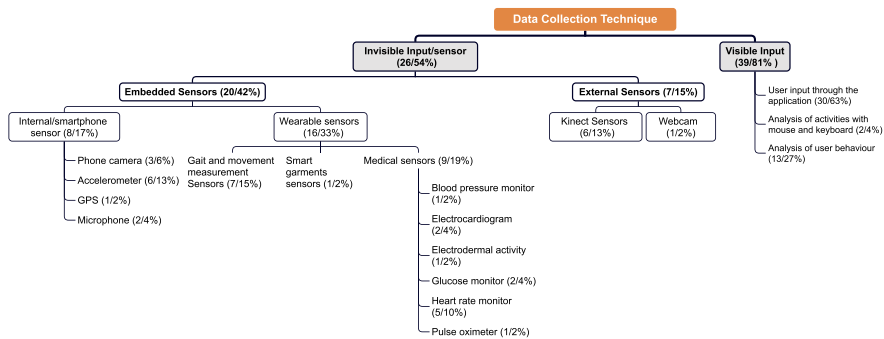 Data Collection Technique
Invisible Input/sensor
(26/54%)
Visible Input
(39/81% )
Embedded Sensors (20/42%)
External Sensors (7/15%)
User input through the
application (30/63%)
Analysis of activities with
mouse and keyboard (2/4%)
Analysis of user behaviour
(13/27%)
Internal/smartphone
sensor (8/17%)
Wearable sensors
(16/33%)
Kinect Sensors
(6/13%)
Webcam
(1/2%)
Phone camera (3/6%)
Accelerometer (6/13%)
GPS (1/2%)
Microphone (2/4%)
Gait and movement
measurement
Sensors (7/15%)
Smart
garments
sensors (1/2%)
Medical sensors (9/19%)
Blood pressure monitor
(1/2%)
Electrocardiogram
(2/4%)
Electrodermal activity
(1/2%)
Glucose monitor (2/4%)
Heart rate monitor
(5/10%)
Pulse oximeter (1/2%)